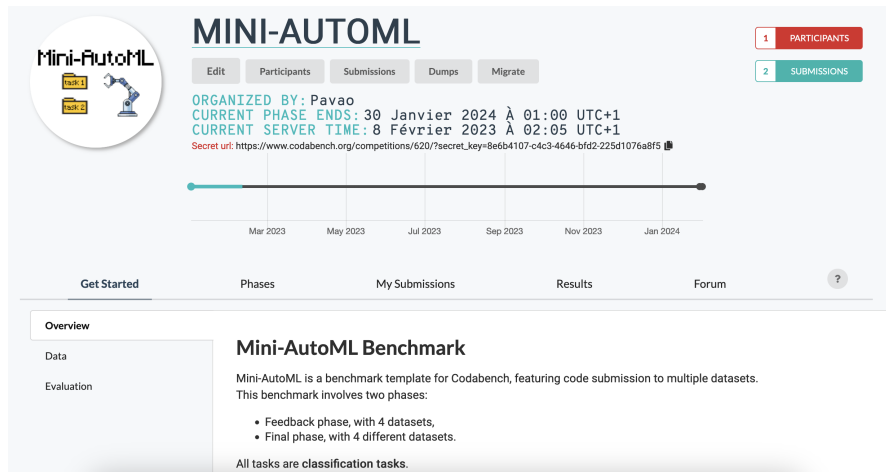 Mini-AutoML
task 1
task 2
MINI-AUTOML
1 PARTICIPANTS
2 SUBMISSIONS
Edit Participants Submissions Dumps Migrate
ORGANIZED BY: Pavao
CURRENT PHASE ENDS: 30 Janvier 2024 À 01:00 UTC+1
CURRENT SERVER TIME: 8 Février 2023 À 02:05 UTC+1
Secret url: https://www.codabench.org/competitions/620/?secret_key=8e6b4107-c4c3-4646-bfd2-225d1076a8f5
Mar 2023 May 2023 Jul 2023 Sep 2023 Nov 2023 Jan 2024
Get Started Phases My Submissions Results Forum ?
Overview
Data
Evaluation
Mini-AutoML Benchmark
Mini-AutoML is a benchmark template for Codabench, featuring code submission to multiple datasets.
This benchmark involves two phases:
• Feedback phase, with 4 datasets,
• Final phase, with 4 different datasets.
All tasks are classification tasks.